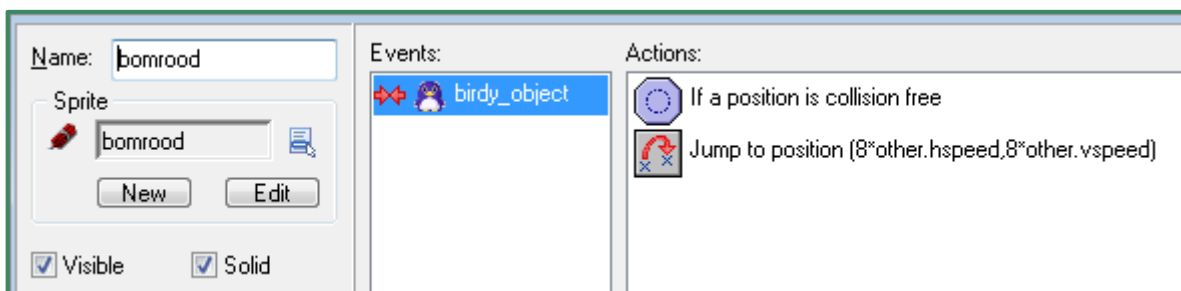 Name: bomrood
Sprite
bomrood
New Edit
Visible Solid
Events:
birdy_object
Actions:
If a position is collision free
Jump to position (8*other.hspeed,8*other.vspeed)